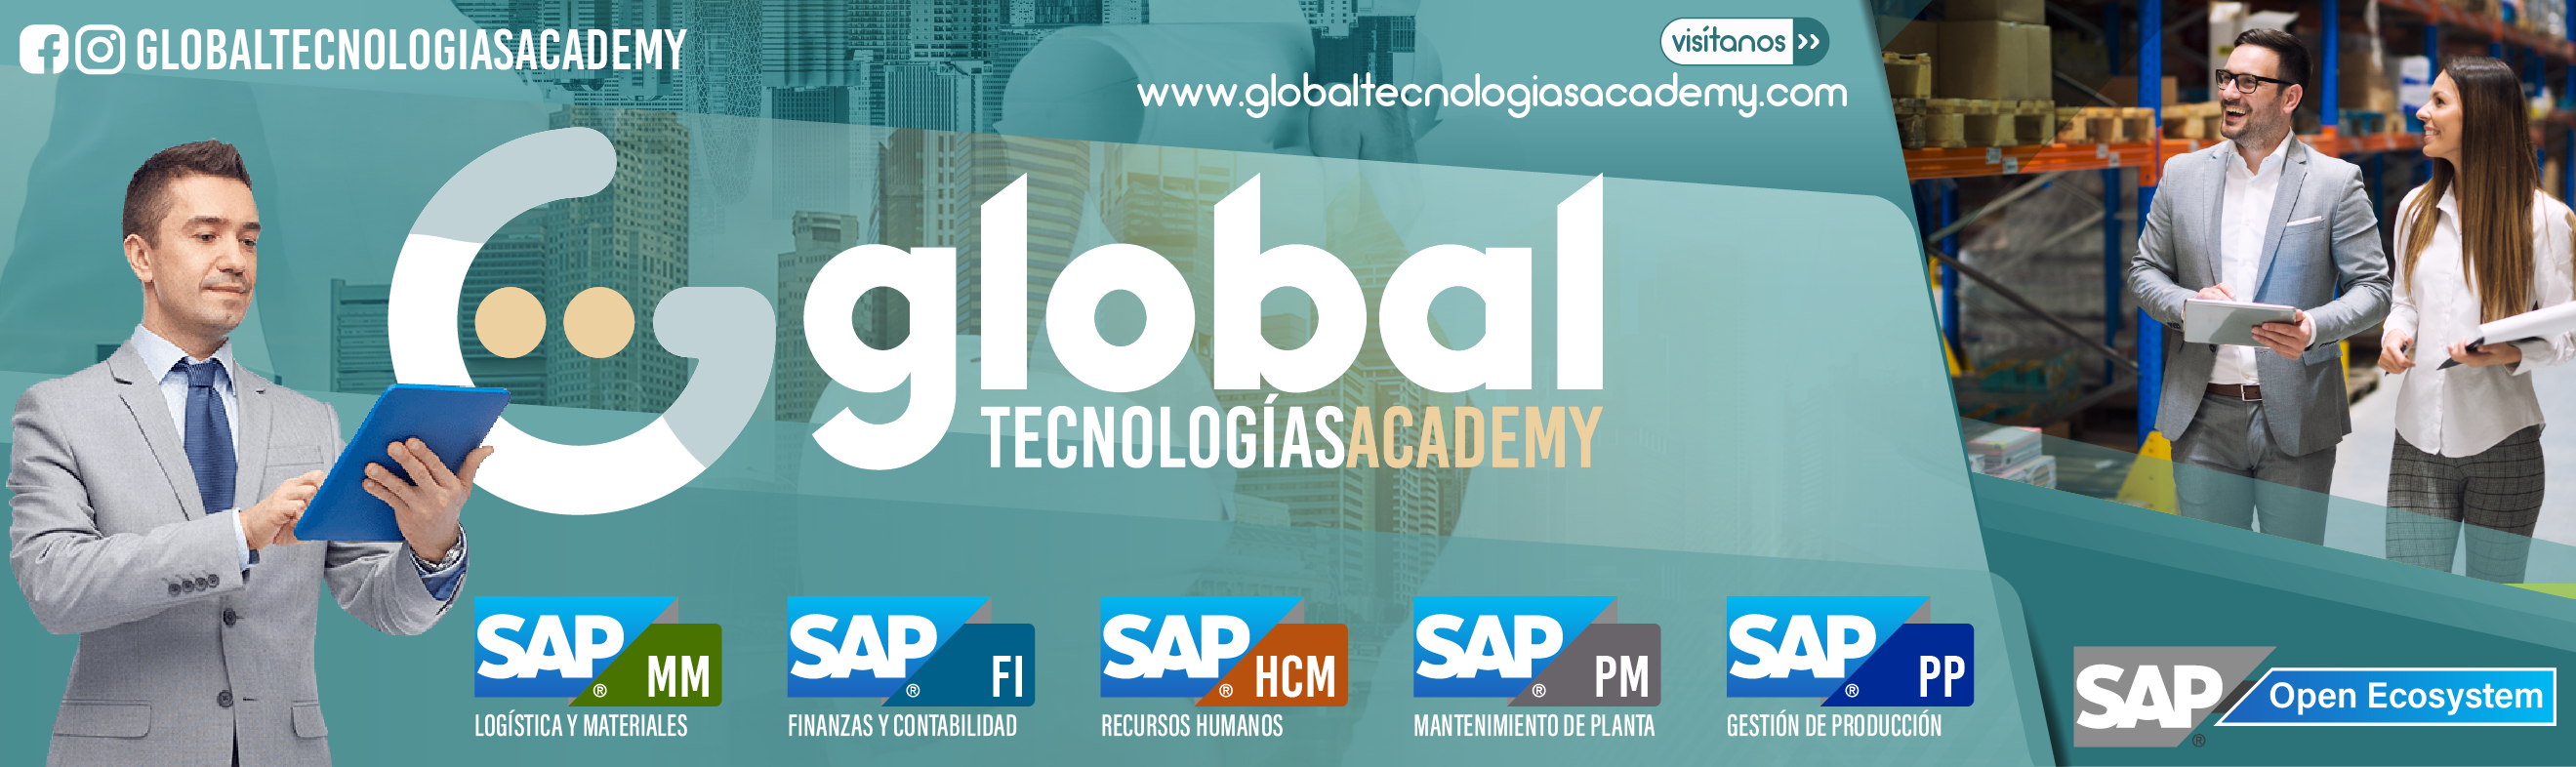 GLOBALTECNOLOGIASACADEMY
visítanos >>
www.globaltecnologiasacademy.com
global
TECNOLOGÍASACADEMY
SAP® MM
LOGÍSTICA Y MATERIALES
SAP® FI
FINANZAS Y CONTABILIDAD
SAP® HCM
RECURSOS HUMANOS
SAP® PM
MANTENIMIENTO DE PLANTA
SAP® PP
GESTIÓN DE PRODUCCIÓN
SAP® Open Ecosystem